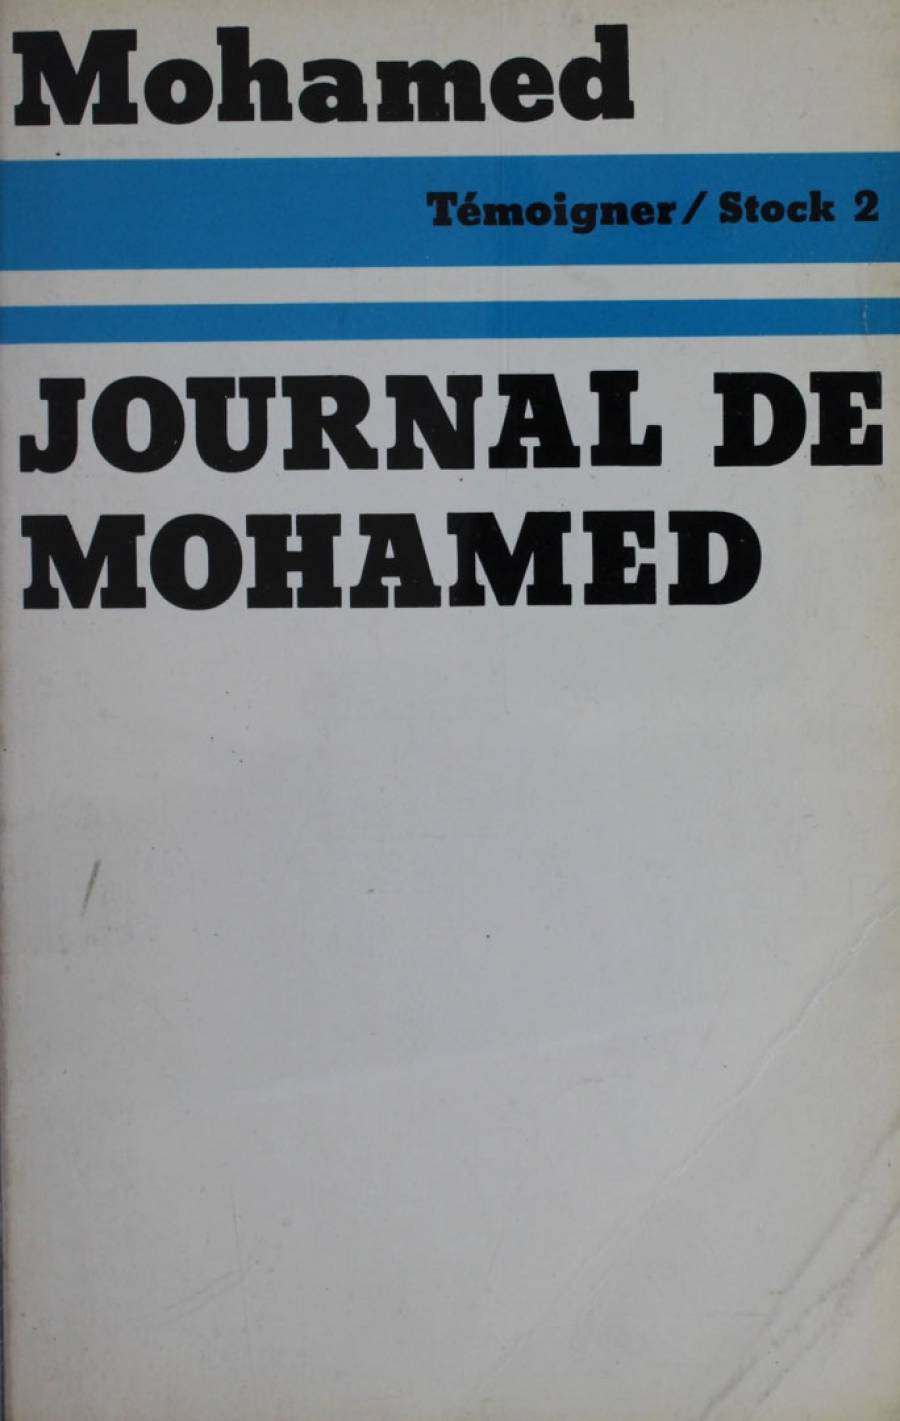 Mohamed
Témoigner / Stock 2
JOURNAL DE
MOHAMED